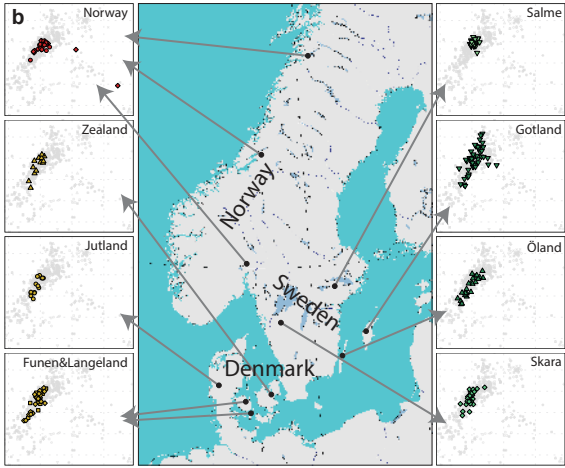 b
Norway
Zealand
Jutland
Funen&Langeland
Norway
Sweden
Denmark
Salme
Gotland
Öland
Skara